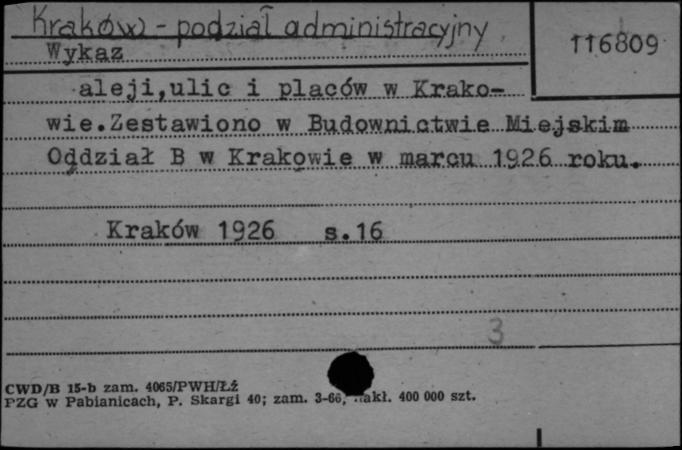 Kraków - podział administracyjny
116809
Wykaz
aleji,ulic i placów w Krako-
wie.Zestawiono w Budownictwie Miejskim
Oddział B w Krakowie w marcu 1926 roku.
Kraków 1926 s.16
3
CWD/B 15-b zam. 4065/PWH/Łź
PZG w Pabianicach, P. Skargi 40; zam. 3-66, nakł. 400 000 szt.